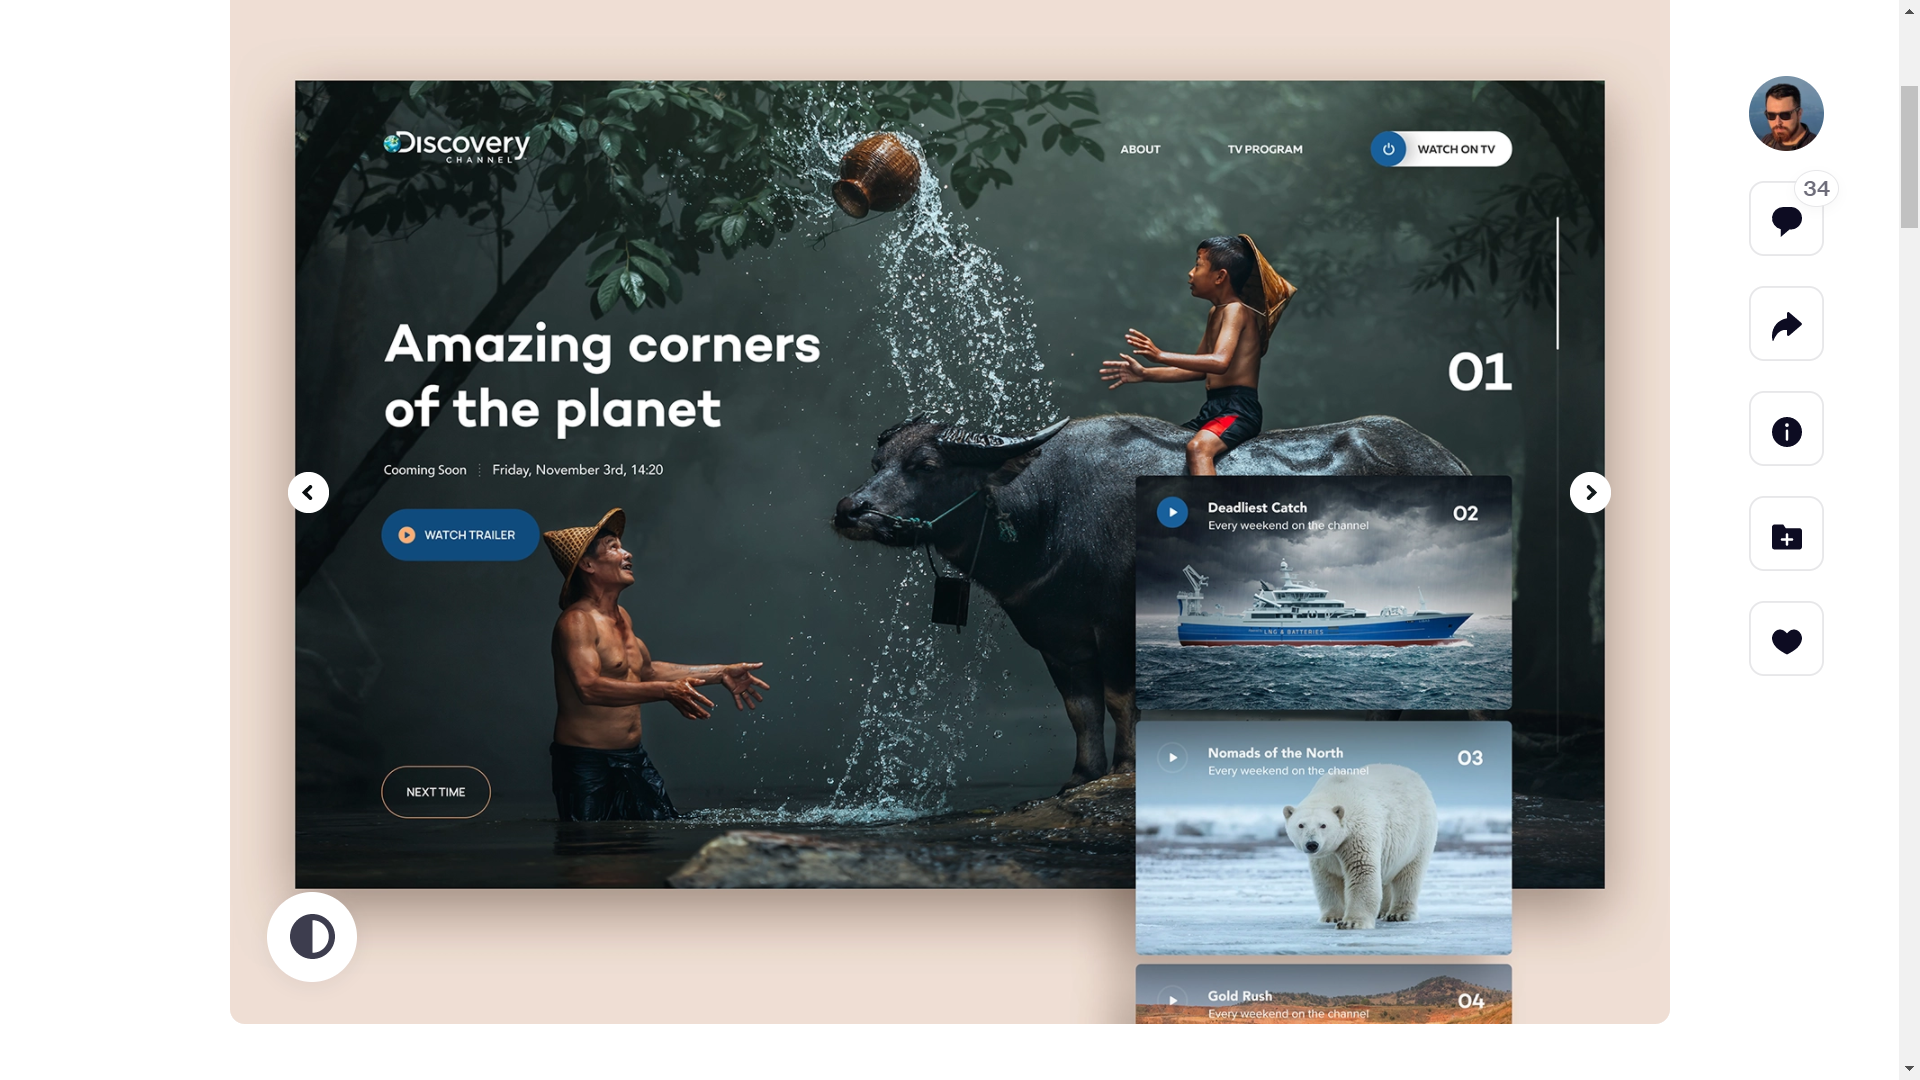 Discovery
CHANNEL
ABOUT
TV PROGRAM
WATCH ON TV
34
Amazing corners
of the planet
01
Cooming Soon
Friday, November 3rd, 14:20
WATCH TRAILER
Deadliest Catch
Every weekend on the channel
02
LNG & BATTERIES
Nomads of the North
Every weekend on the channel
03
NEXT TIME
Gold Rush
Every weekend on the channel
04